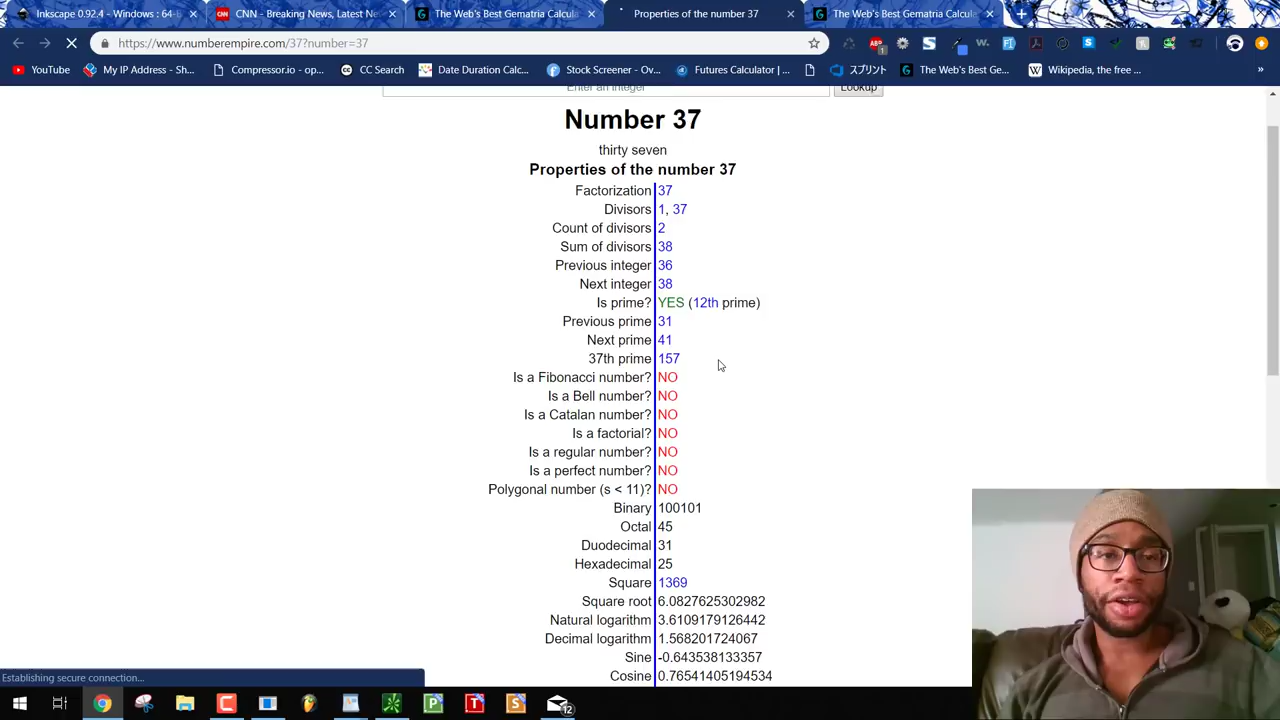 Inkscape 0.92.4 - Windows : 64-b
CNN - Breaking News, Latest Ne
The Web's Best Gematria Calcula
Properties of the number 37
The Web's Best Gematria Calcula
https://www.numberempire.com/37?number=37
YouTube
My IP Address - Sh...
Compressor.io - op...
CC Search
Date Duration Calc...
Stock Screener - Ov...
Futures Calculator | ...
スプリント
The Web's Best Ge...
Wikipedia, the free ...
Enter an integer
Lookup
Number 37
thirty seven
Properties of the number 37
Factorization 37
Divisors 1, 37
Count of divisors 2
Sum of divisors 38
Previous integer 36
Next integer 38
Is prime? YES (12th prime)
Previous prime 31
Next prime 41
37th prime 157
Is a Fibonacci number? NO
Is a Bell number? NO
Is a Catalan number? NO
Is a factorial? NO
Is a regular number? NO
Is a perfect number? NO
Polygonal number (s < 11)? NO
Binary 100101
Octal 45
Duodecimal 31
Hexadecimal 25
Square 1369
Square root 6.0827625302982
Natural logarithm 3.6109179126442
Decimal logarithm 1.568201724067
Sine -0.643538133357
Cosine 0.76541405194534
Establishing secure connection...
12